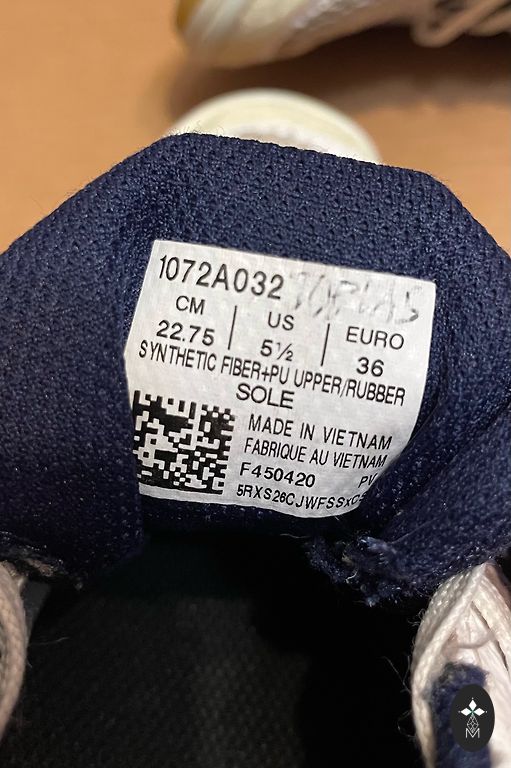 1072A032 TOBIAS
CM US EURO
22.75 5½ 36
SYNTHETIC FIBER+PU UPPER/RUBBER
SOLE
MADE IN VIETNAM
FABRIQUE AU VIETNAM
F450420 PV
M